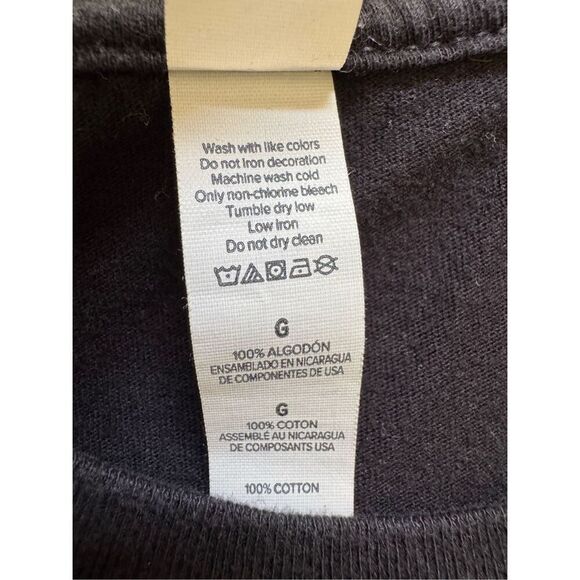 Wash with like colors
Do not iron decoration
Machine wash cold
Only non-chlorine bleach
Tumble dry low
Low iron
Do not dry clean
G
100% ALGODÓN
ENSAMBLADO EN NICARAGUA
DE COMPONENTES DE USA
G
100% COTON
ASSEMBLÉ AU NICARAGUA
DE COMPOSANTS USA
100% COTTON